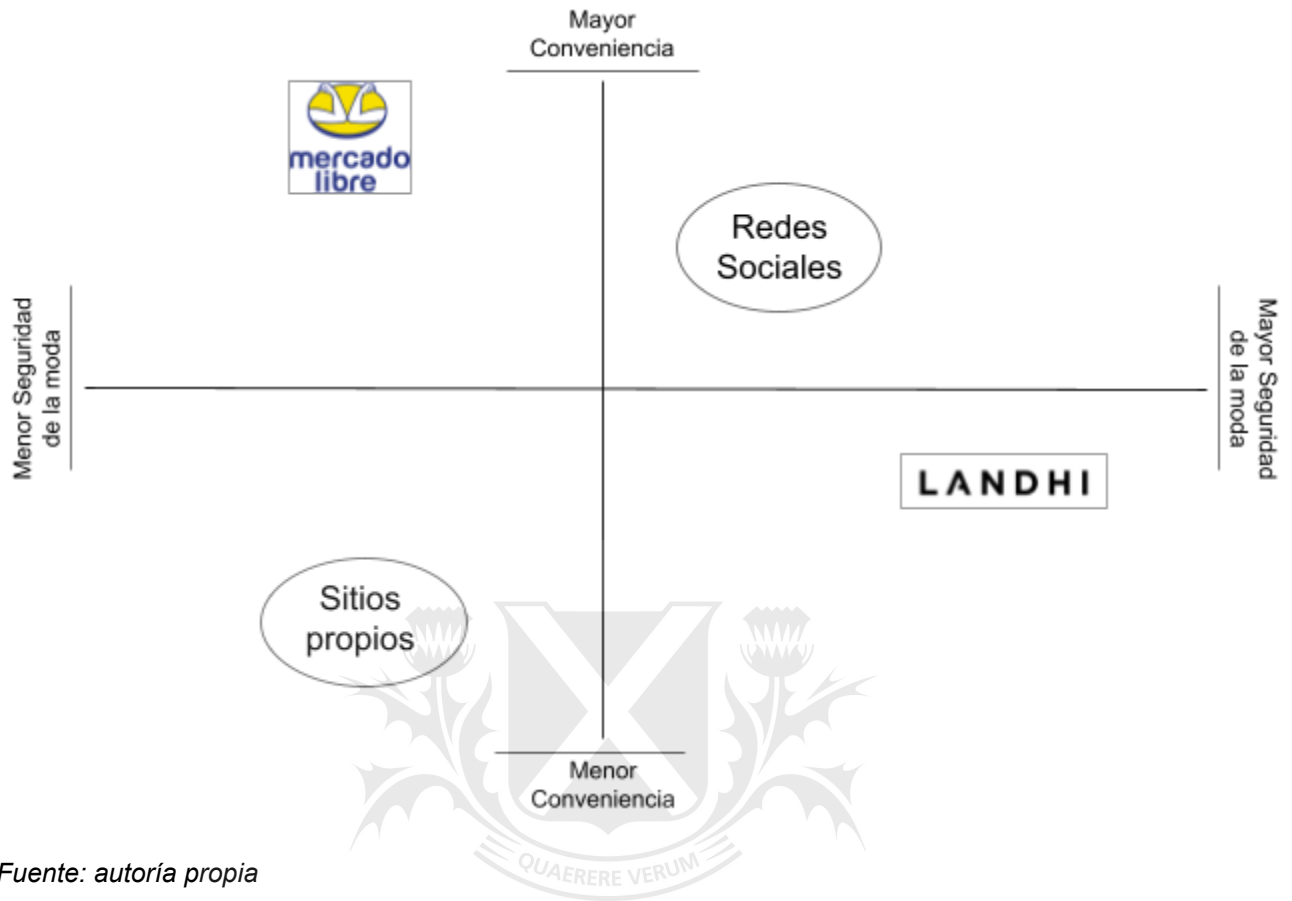 Mayor
Conveniencia
mercado
libre
Redes
Sociales
Menor Seguridad
de la moda
Mayor Seguridad
de la moda
LANDHI
Sitios
propios
Menor
Conveniencia
QUAERERE VERUM
Fuente: autoría propia